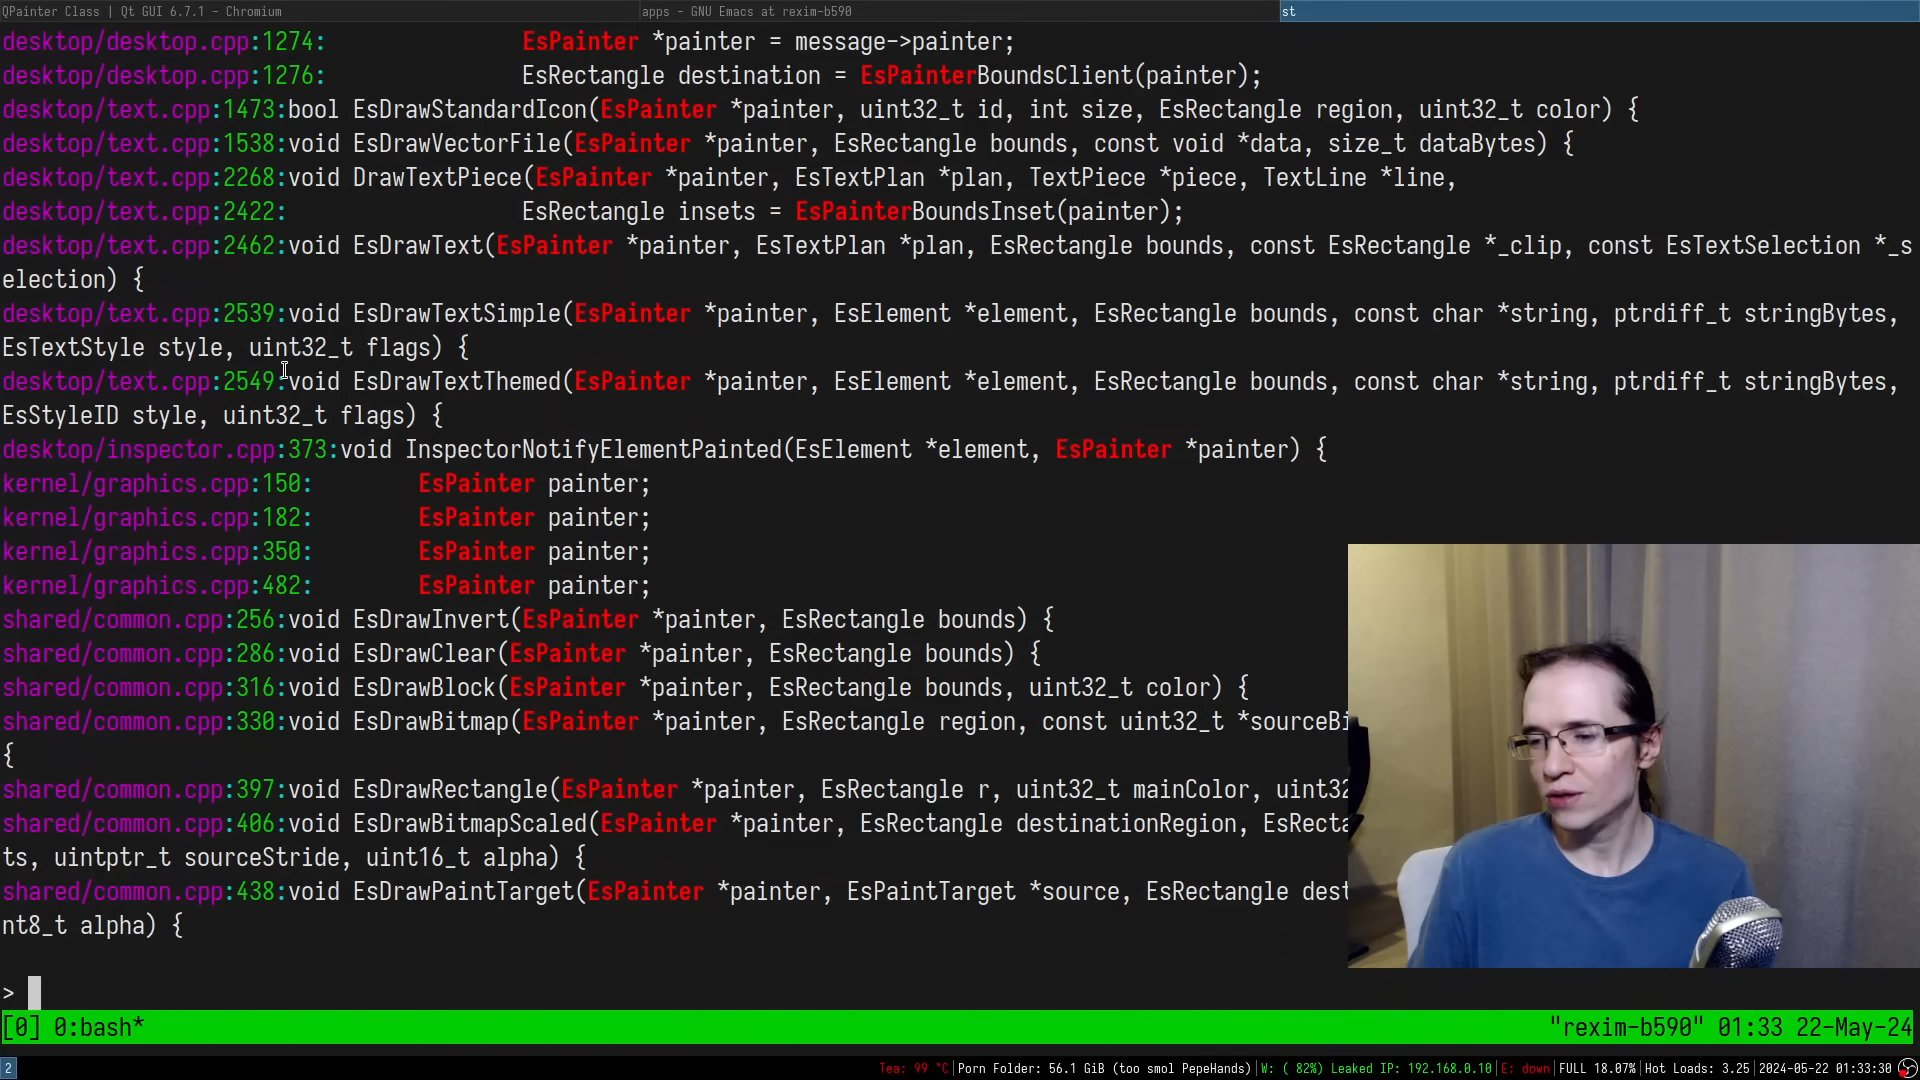 QPainter Class | Qt GUI 6.7.1 - Chromium
apps - GNU Emacs at rexim-b590
st
desktop/desktop.cpp:1274: EsPainter *painter = message->painter;
desktop/desktop.cpp:1276: EsRectangle destination = EsPainterBoundsClient(painter);
desktop/text.cpp:1473:bool EsDrawStandardIcon(EsPainter *painter, uint32_t id, int size, EsRectangle region, uint32_t color) {
desktop/text.cpp:1538:void EsDrawVectorFile(EsPainter *painter, EsRectangle bounds, const void *data, size_t dataBytes) {
desktop/text.cpp:2268:void DrawTextPiece(EsPainter *painter, EsTextPlan *plan, TextPiece *piece, TextLine *line,
desktop/text.cpp:2422: EsRectangle insets = EsPainterBoundsInset(painter);
desktop/text.cpp:2462:void EsDrawText(EsPainter *painter, EsTextPlan *plan, EsRectangle bounds, const EsRectangle *_clip, const EsTextSelection *_s
election) {
desktop/text.cpp:2539:void EsDrawTextSimple(EsPainter *painter, EsElement *element, EsRectangle bounds, const char *string, ptrdiff_t stringBytes,
EsTextStyle style, uint32_t flags) {
desktop/text.cpp:2549:void EsDrawTextThemed(EsPainter *painter, EsElement *element, EsRectangle bounds, const char *string, ptrdiff_t stringBytes,
EsStyleID style, uint32_t flags) {
desktop/inspector.cpp:373:void InspectorNotifyElementPainted(EsElement *element, EsPainter *painter) {
kernel/graphics.cpp:150: EsPainter painter;
kernel/graphics.cpp:182: EsPainter painter;
kernel/graphics.cpp:350: EsPainter painter;
kernel/graphics.cpp:482: EsPainter painter;
shared/common.cpp:256:void EsDrawInvert(EsPainter *painter, EsRectangle bounds) {
shared/common.cpp:286:void EsDrawClear(EsPainter *painter, EsRectangle bounds) {
shared/common.cpp:316:void EsDrawBlock(EsPainter *painter, EsRectangle bounds, uint32_t color) {
shared/common.cpp:330:void EsDrawBitmap(EsPainter *painter, EsRectangle region, const uint32_t *sourceBi
{
shared/common.cpp:397:void EsDrawRectangle(EsPainter *painter, EsRectangle r, uint32_t mainColor, uint32
shared/common.cpp:406:void EsDrawBitmapScaled(EsPainter *painter, EsRectangle destinationRegion, EsRecta
ts, uintptr_t sourceStride, uint16_t alpha) {
shared/common.cpp:438:void EsDrawPaintTarget(EsPainter *painter, EsPaintTarget *source, EsRectangle dest
nt8_t alpha) {
>
[0] 0:bash* "rexim-b590" 01:33 22-May-24
2 Tea: 99 °C|Porn Folder: 56.1 GiB (too smol PepeHands)|W: ( 82%) Leaked IP: 192.168.0.10|E: down|FULL 18.07%|Hot Loads: 3.25|2024-05-22 01:33:30